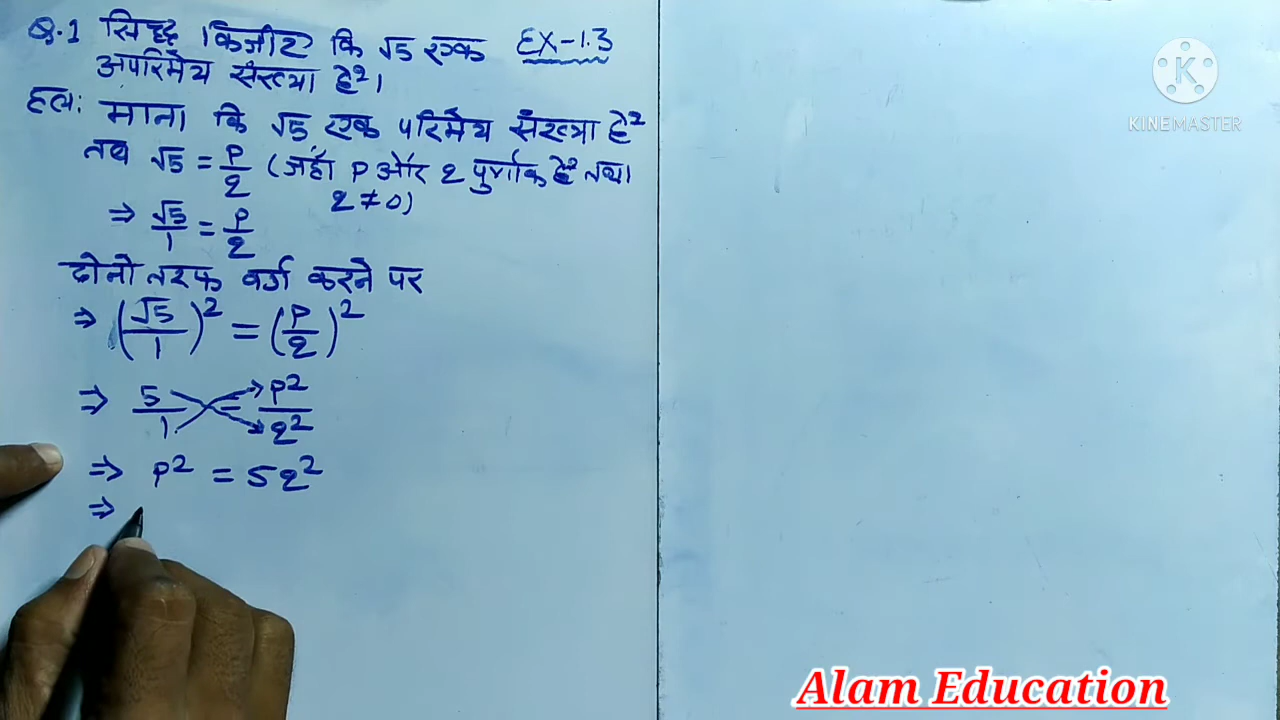 Q.1 सिद्ध किजीए कि √5 एक EX-1.3
अपरिमेय संख्या है।
हल: माना कि √5 एक परिमेय संख्या है
तब √5 = P/q (जहाँ P और q पुर्णांक है तथा
q ≠ 0)
⇒ √5/1 = P/q
दोनो तरफ वर्ग करने पर
⇒ (√5/1)² = (P/q)²
⇒ 5/1 = P²/q²
⇒ P² = 5q²
⇒
K
KINEMASTER
Alam Education